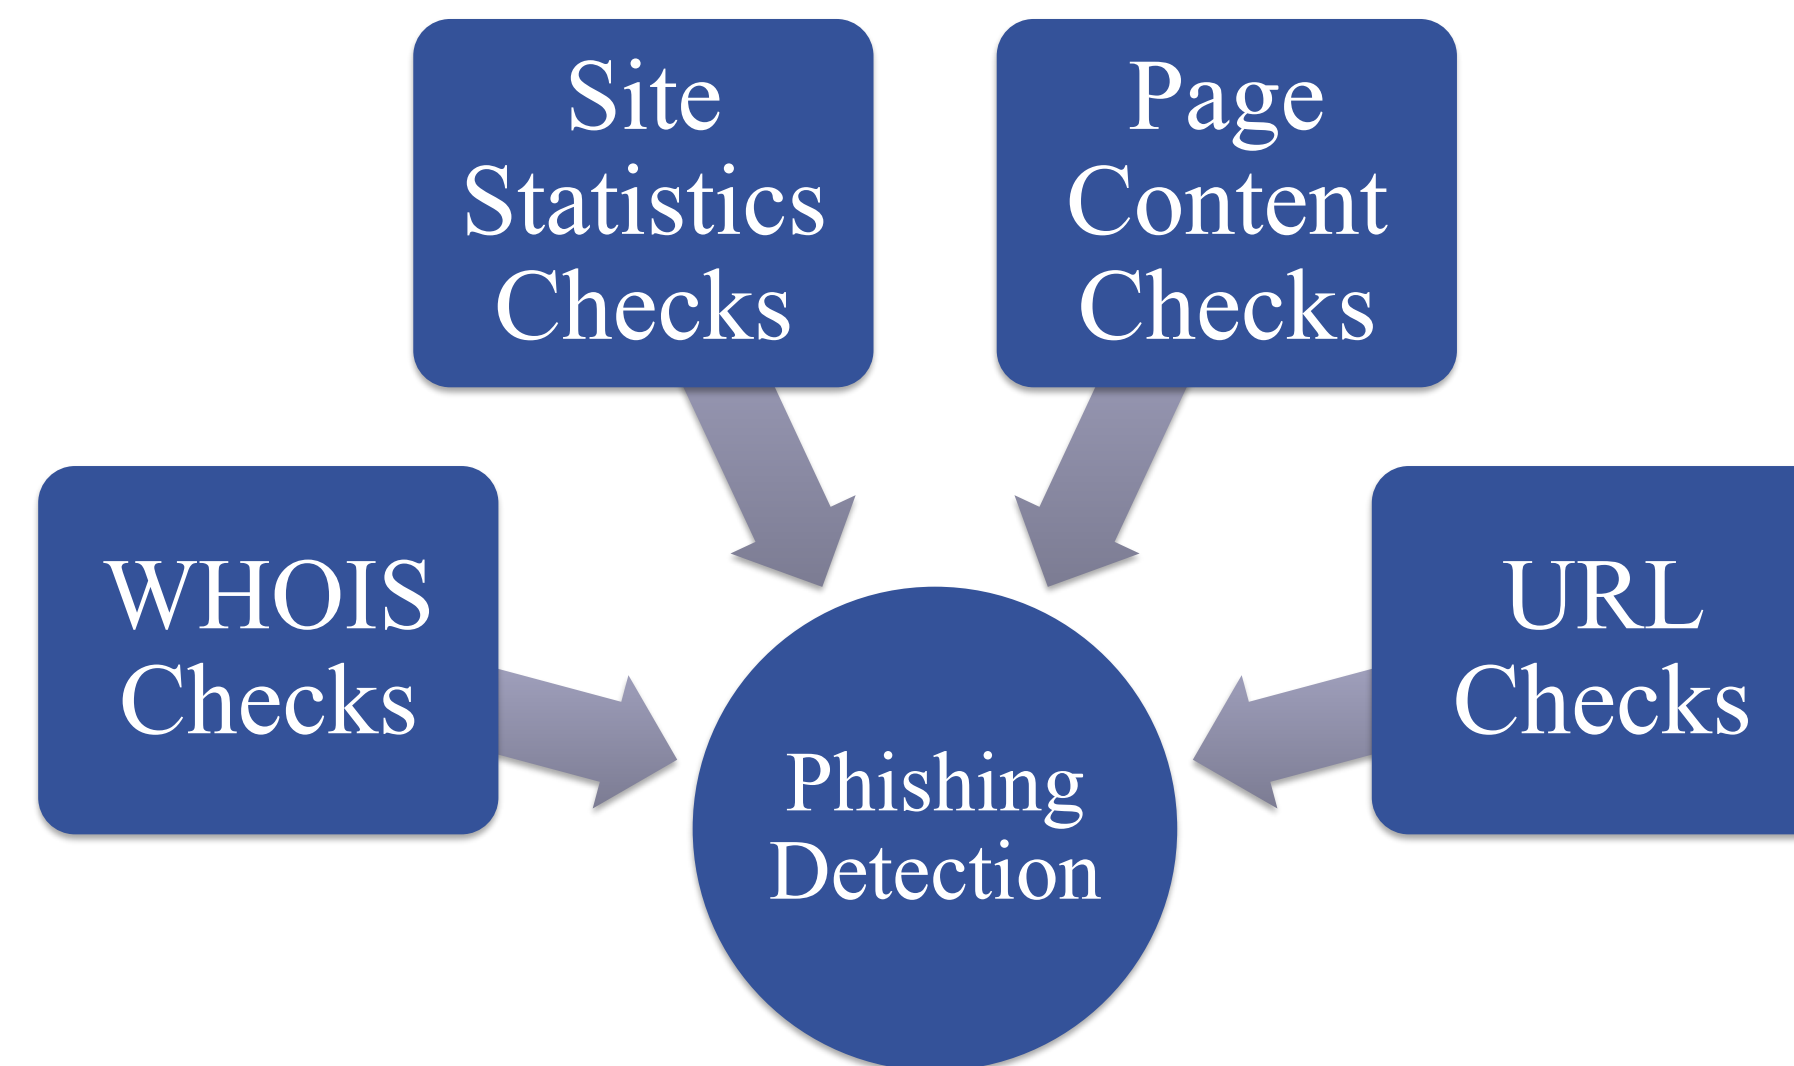 Site
Statistics
Checks
Page
Content
Checks
WHOIS
Checks
URL
Checks
Phishing
Detection